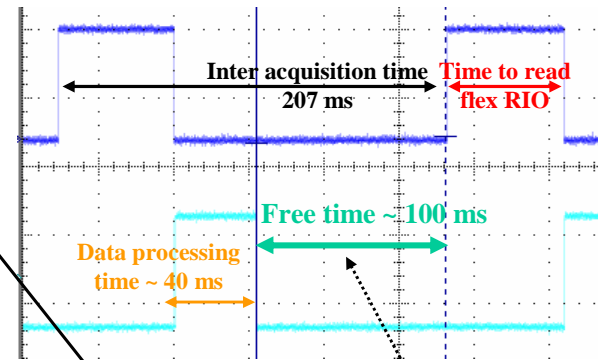 Inter acquisition time
207 ms
Time to read
flex RIO
Free time ~ 100 ms
Data processing
time ~ 40 ms